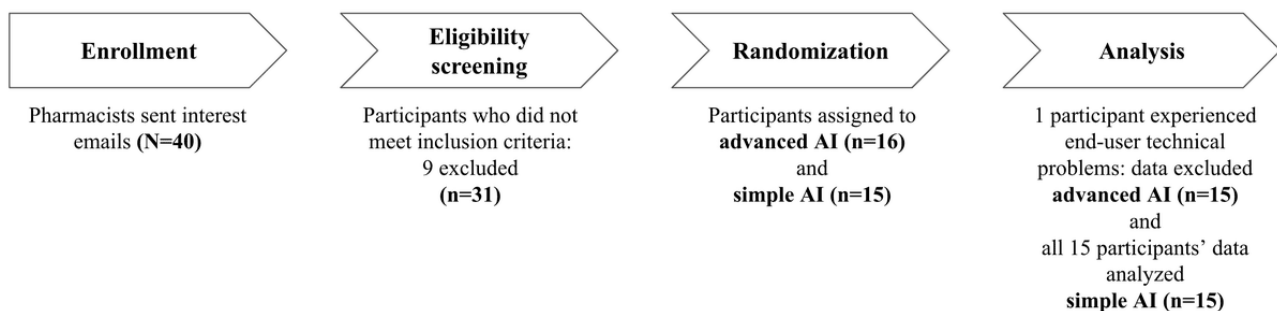 Enrollment
Pharmacists sent interest
emails (N=40)
Eligibility
screening
Participants who did not
meet inclusion criteria:
9 excluded
(n=31)
Randomization
Participants assigned to
advanced AI (n=16)
and
simple AI (n=15)
Analysis
1 participant experienced
end-user technical
problems: data excluded
advanced AI (n=15)
and
all 15 participants’ data
analyzed
simple AI (n=15)